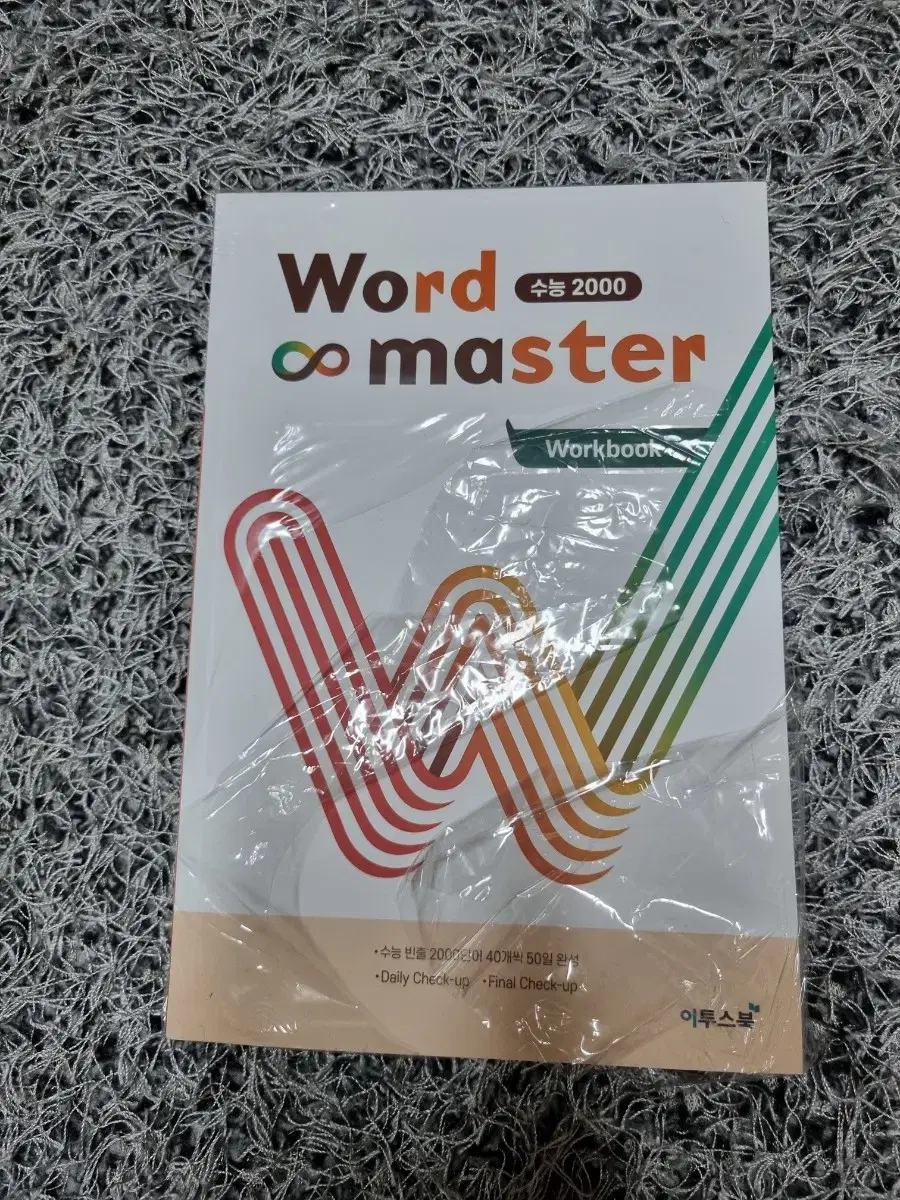 Word 수능 2000
master
Workbook
•수능 빈출 2000단어 40개씩 50일 완성
•Daily Check-up •Final Check-up
이투스북